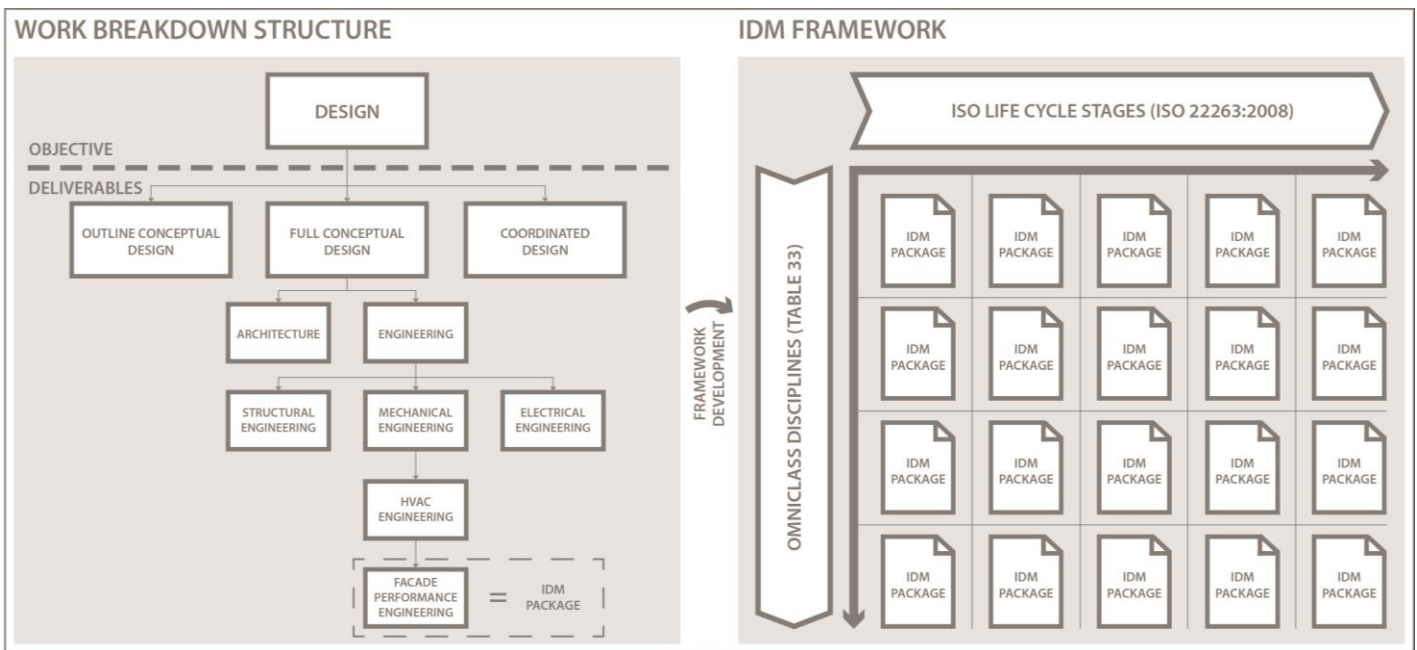 WORK BREAKDOWN STRUCTURE
DESIGN
OBJECTIVE
DELIVERABLES
OUTLINE CONCEPTUAL
DESIGN
FULL CONCEPTUAL
DESIGN
COORDINATED
DESIGN
ARCHITECTURE
ENGINEERING
STRUCTURAL
ENGINEERING
MECHANICAL
ENGINEERING
ELECTRICAL
ENGINEERING
HVAC
ENGINEERING
FACADE
PERFORMANCE
ENGINEERING
=
IDM
PACKAGE
FRAMEWORK
DEVELOPMENT
IDM FRAMEWORK
ISO LIFE CYCLE STAGES (ISO 22263:2008)
OMNICLASS DISCIPLINES (TABLE 33)
IDM
PACKAGE
IDM
PACKAGE
IDM
PACKAGE
IDM
PACKAGE
IDM
PACKAGE
IDM
PACKAGE
IDM
PACKAGE
IDM
PACKAGE
IDM
PACKAGE
IDM
PACKAGE
IDM
PACKAGE
IDM
PACKAGE
IDM
PACKAGE
IDM
PACKAGE
IDM
PACKAGE
IDM
PACKAGE
IDM
PACKAGE
IDM
PACKAGE
IDM
PACKAGE
IDM
PACKAGE